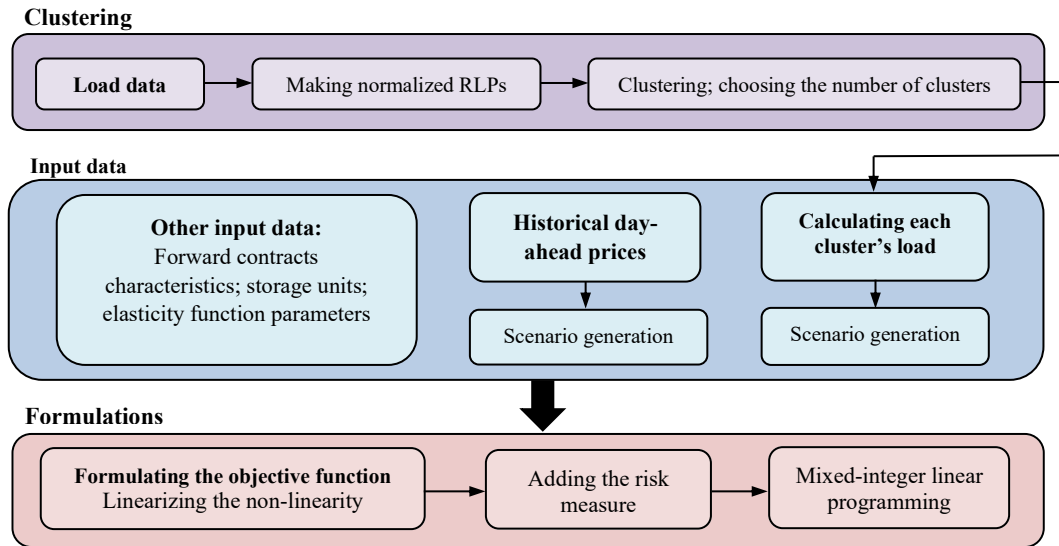 Clustering
Load data
Making normalized RLPs
Clustering; choosing the number of clusters
Input data
Other input data:
Forward contracts
characteristics; storage units;
elasticity function parameters
Historical day-
ahead prices
Scenario generation
Calculating each
cluster's load
Scenario generation
Formulations
Formulating the objective function
Linearizing the non-linearity
Adding the risk
measure
Mixed-integer linear
programming